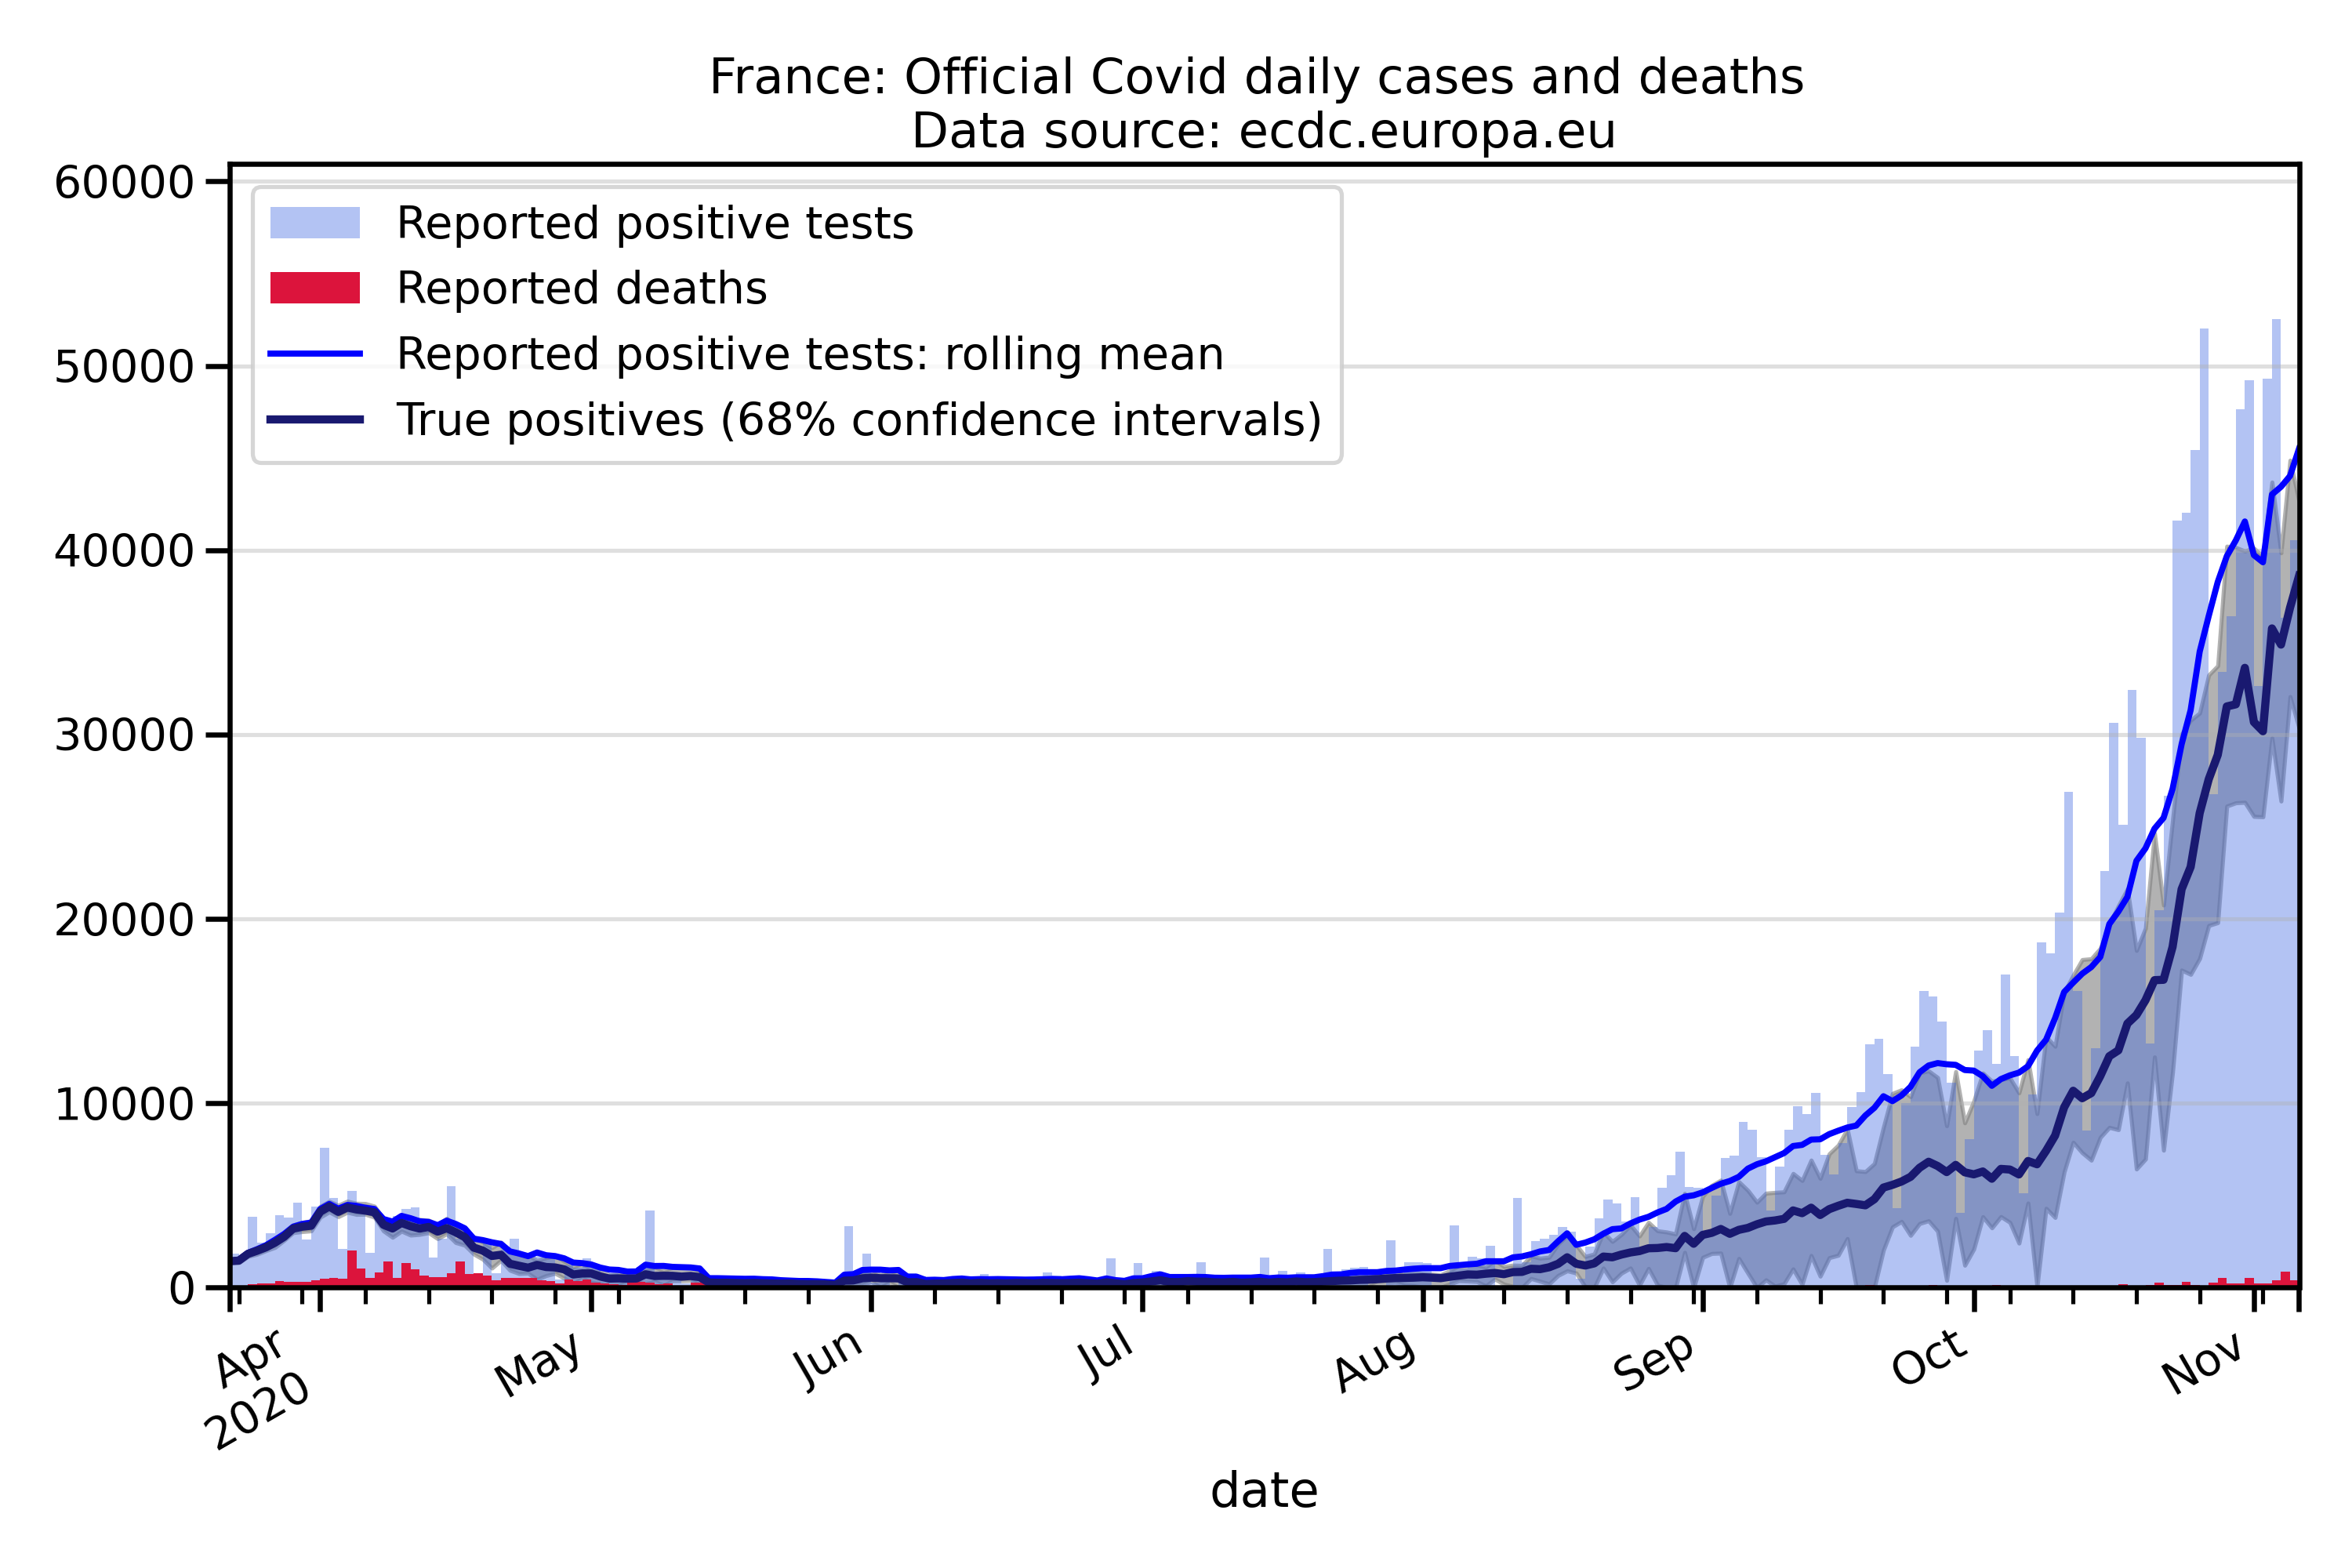 France: Official Covid daily cases and deaths
Data source: ecdc.europa.eu
60000
50000
40000
30000
20000
10000
0
Reported positive tests
Reported deaths
Reported positive tests: rolling mean
True positives (68% confidence intervals)
Apr
2020
May
Jun
Jul
Aug
Sep
Oct
Nov
date